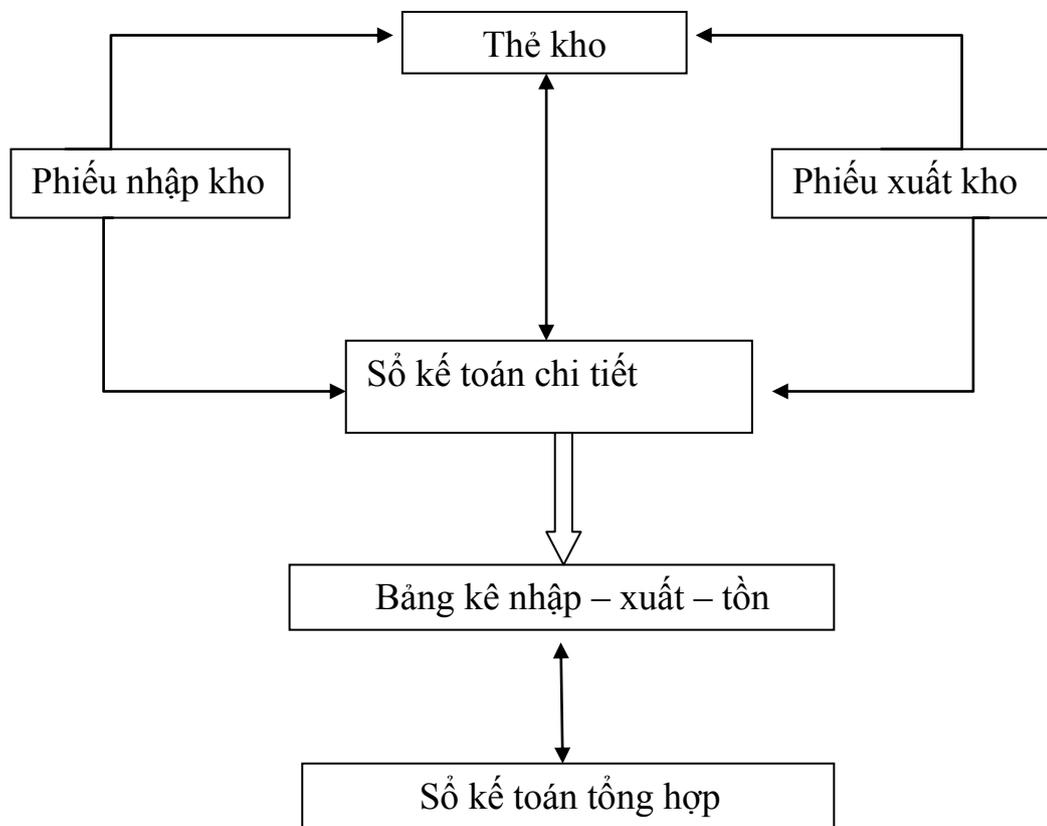 Thẻ kho
Phiếu nhập kho
Phiếu xuất kho
Sổ kế toán chi tiết
Bảng kê nhập – xuất – tồn
Sổ kế toán tổng hợp